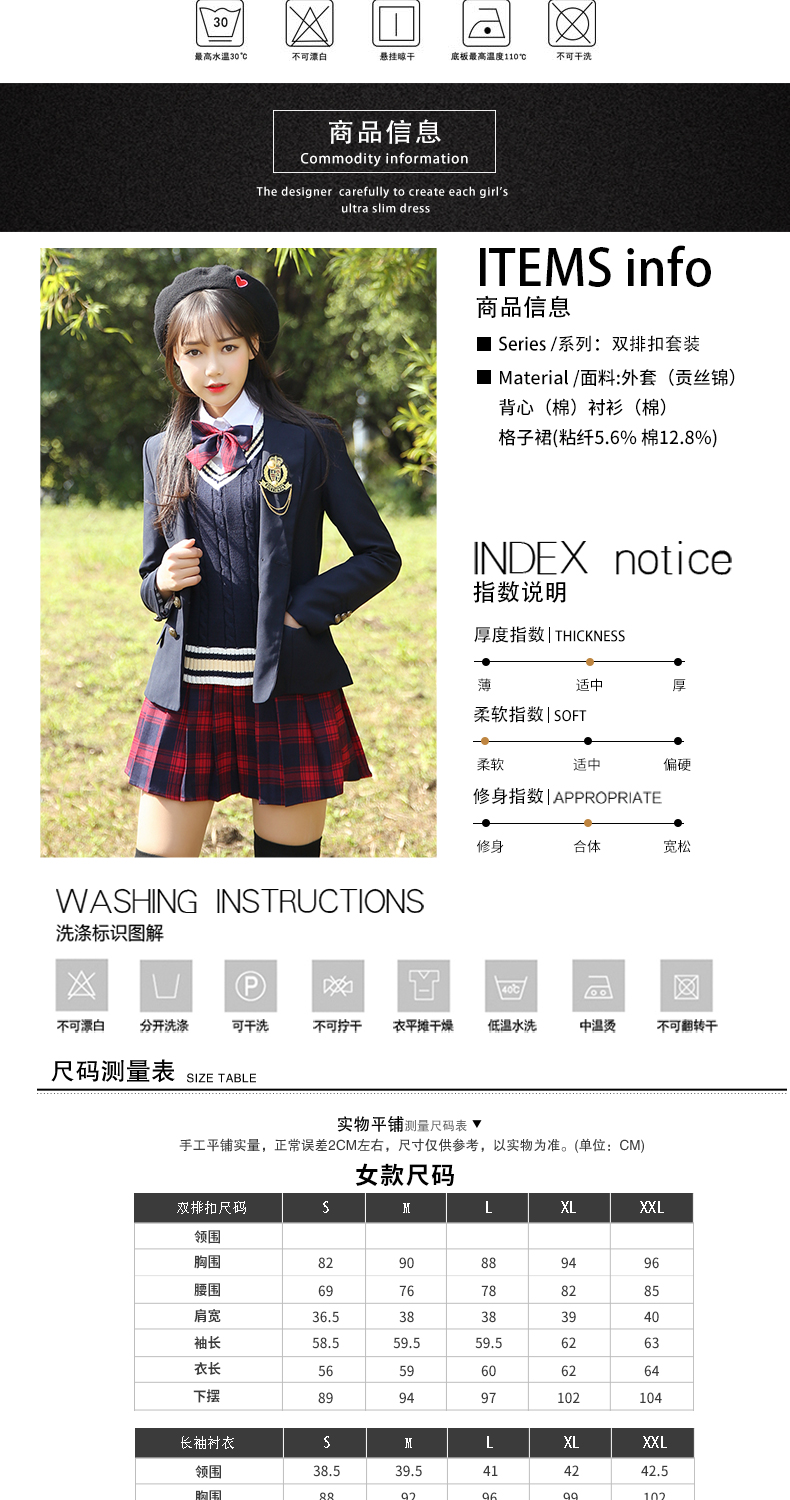 30
最高水温30℃ 不可漂白 悬挂晾干 底板最高温度110℃ 不可干洗
商品信息
Commodity information
The designer carefully to create each girl's
ultra slim dress
ITEMS info
商品信息
■ Series /系列：双排扣套装
■ Material /面料:外套（贡丝锦）
背心（棉）衬衫（棉）
格子裙(粘纤5.6% 棉12.8%)
INDEX notice
指数说明
厚度指数|THICKNESS
薄 适中 厚
柔软指数|SOFT
柔软 适中 偏硬
修身指数|APPROPRIATE
修身 合体 宽松
WASHING INSTRUCTIONS
洗涤标识图解
P 40℃
不可漂白 分开洗涤 可干洗 不可拧干 衣平摊干燥 低温水洗 中温烫 不可翻转干
尺码测量表 SIZE TABLE
实物平铺测量尺码表▼
手工平铺实量，正常误差2CM左右，尺寸仅供参考，以实物为准。(单位：CM)
女款尺码
双排扣尺码 S M L XL XXL
领围
胸围 82 90 88 94 96
腰围 69 76 78 82 85
肩宽 36.5 38 38 39 40
袖长 58.5 59.5 59.5 62 63
衣长 56 59 60 62 64
下摆 89 94 97 102 104
长袖衬衣 S M L XL XXL
领围 38.5 39.5 41 42 42.5
胸围 88 92 96 99 102